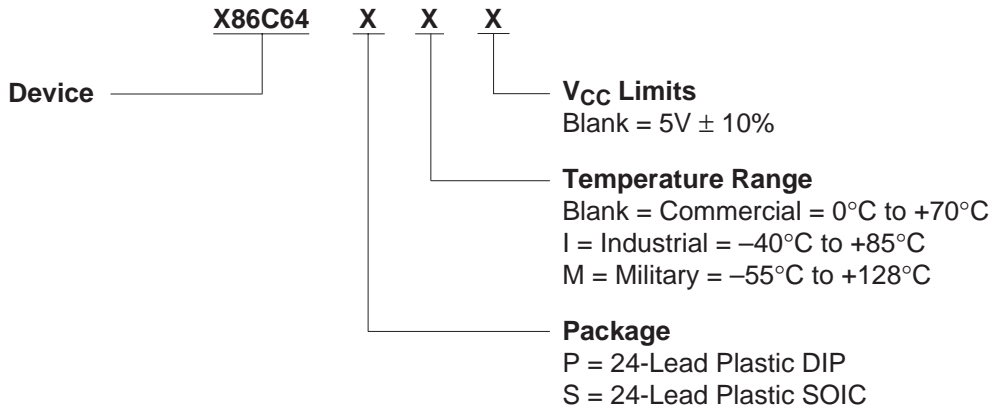 X86C64 X X X
Device
VCC Limits
Blank = 5V ± 10%
Temperature Range
Blank = Commercial = 0°C to +70°C
I = Industrial = –40°C to +85°C
M = Military = –55°C to +128°C
Package
P = 24-Lead Plastic DIP
S = 24-Lead Plastic SOIC